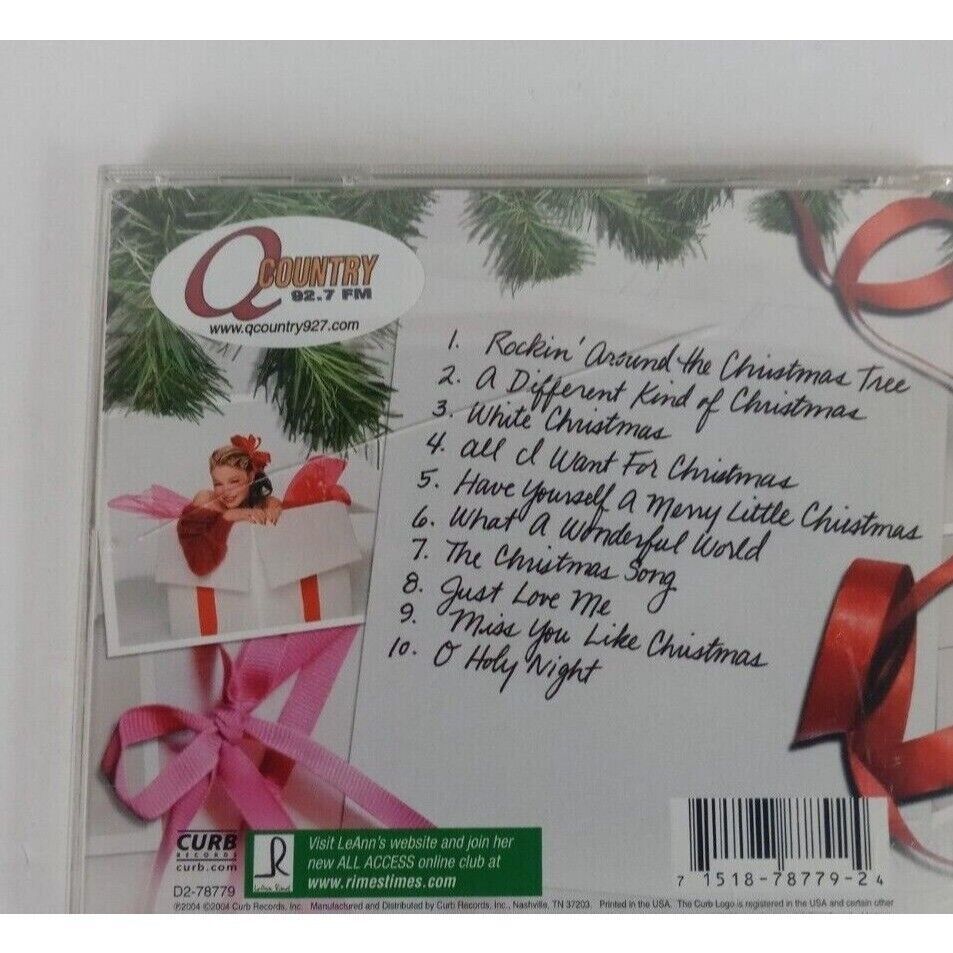 Q COUNTRY
92.7 FM
www.qcountry927.com
1. Rockin' Around the Christmas Tree
2. A Different Kind of Christmas
3. White Christmas
4. All I Want For Christmas
5. Have Yourself A Merry Little Christmas
6. What A Wonderful World
7. The Christmas Song
8. Just Love Me
9. Miss You Like Christmas
10. O Holy Night
CURB
RECORDS
curb.com
D2-78779
LR
LeAnn Rimes
Visit LeAnn's website and join her
new ALL ACCESS online club at
www.rimestimes.com
7 1518-78779-2 4
℗2004 ©2004 Curb Records, Inc. Manufactured and Distributed by Curb Records, Inc., Nashville, TN 37203. Printed in the USA. The Curb Logo is registered in the USA and certain other